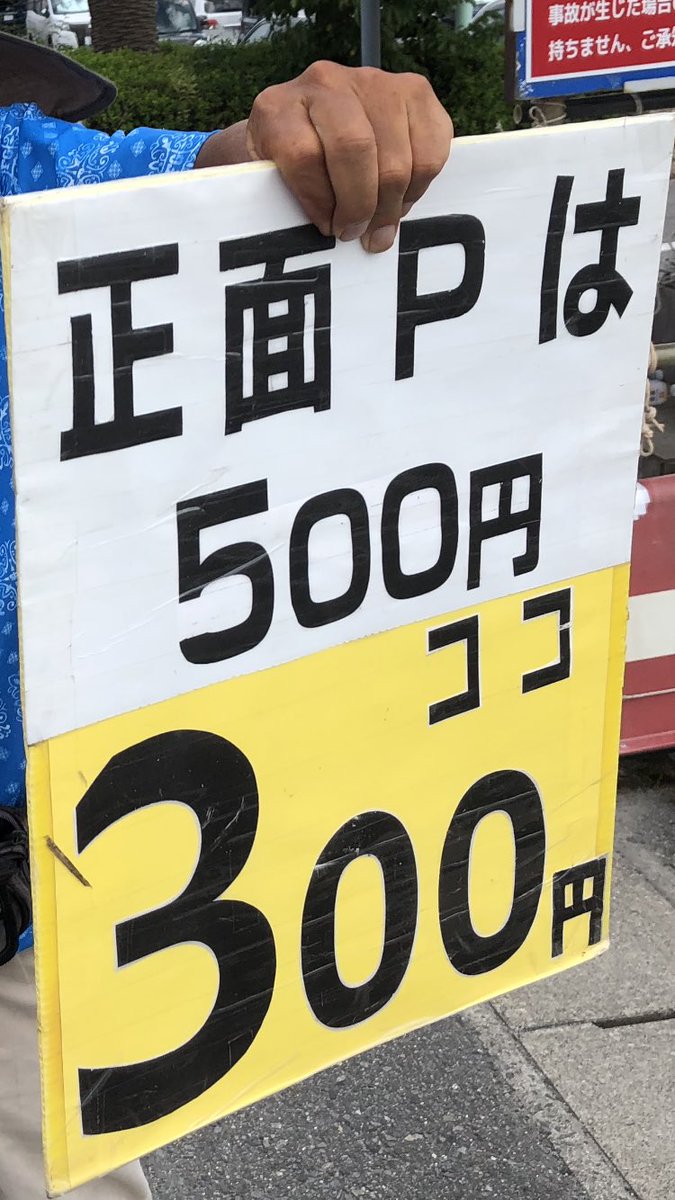 事故が生じた場合
持ちません、ご承
正面Pは
500円
ココ
300円